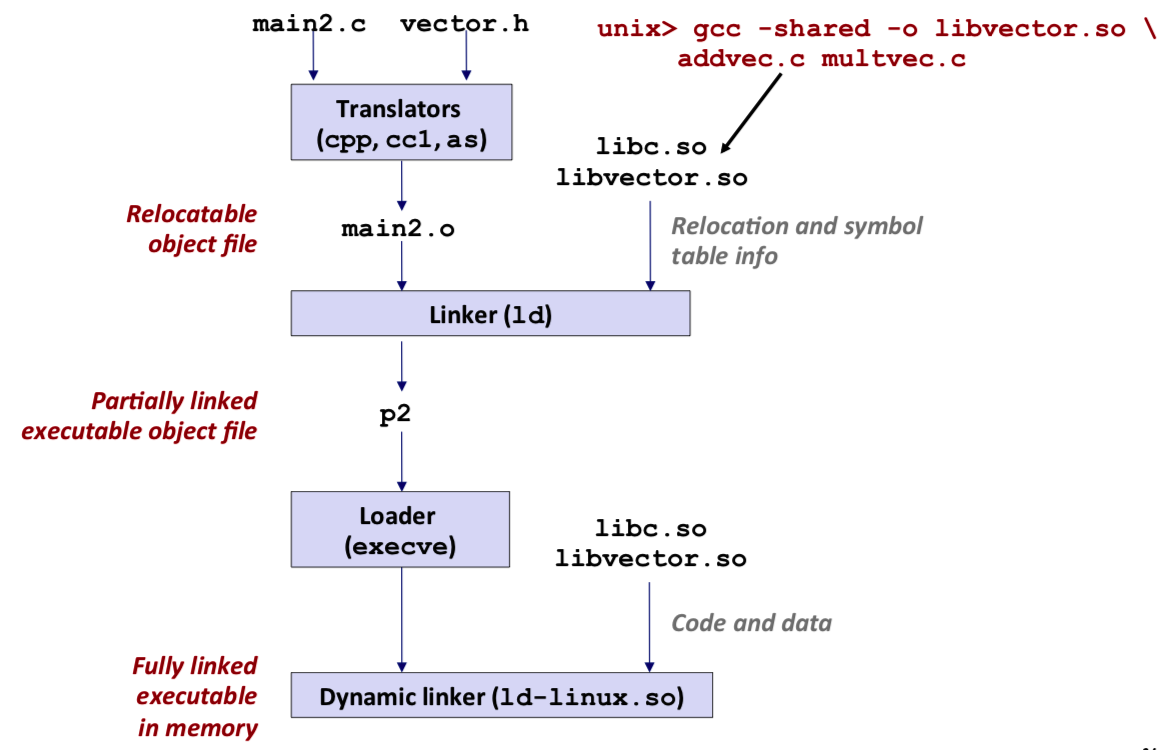 main2.c vector.h
unix> gcc -shared -o libvector.so \
addvec.c multvec.c
Translators
(cpp, cc1, as)
libc.so
libvector.so
Relocatable
object file
main2.o
Relocation and symbol
table info
Linker (ld)
Partially linked
executable object file
p2
Loader
(execve)
libc.so
libvector.so
Code and data
Fully linked
executable
in memory
Dynamic linker (ld-linux.so)